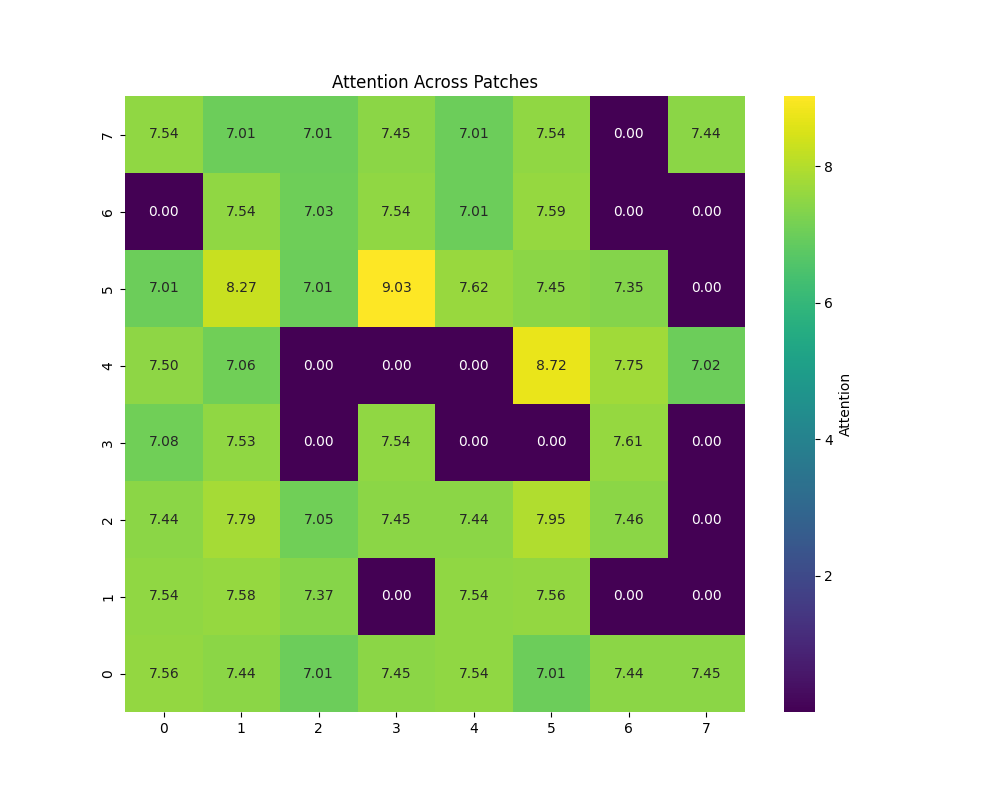 Attention Across Patches
7 7.54 7.01 7.01 7.45 7.01 7.54 0.00 7.44
6 0.00 7.54 7.03 7.54 7.01 7.59 0.00 0.00
5 7.01 8.27 7.01 9.03 7.62 7.45 7.35 0.00
4 7.50 7.06 0.00 0.00 0.00 8.72 7.75 7.02
3 7.08 7.53 0.00 7.54 0.00 0.00 7.61 0.00
2 7.44 7.79 7.05 7.45 7.44 7.95 7.46 0.00
1 7.54 7.58 7.37 0.00 7.54 7.56 0.00 0.00
0 7.56 7.44 7.01 7.45 7.54 7.01 7.44 7.45
0 1 2 3 4 5 6 7
8
6
4
2
Attention